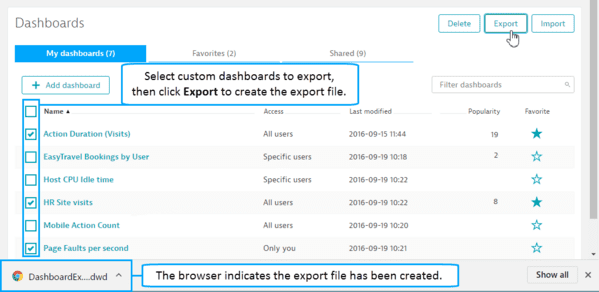 Dashboards
Delete
Export
Import
My dashboards (7)
Favorites (2)
Shared (9)
Select custom dashboards to export,
then click Export to create the export file.
+ Add dashboard
Filter dashboards
Name ▲ Access Last modified Popularity Favorite
Action Duration (Visits) All users 2016-09-15 11:44 19
EasyTravel Bookings by User Specific users 2016-09-19 10:18 2
Host CPU Idle time Specific users 2016-09-19 10:22
HR Site visits All users 2016-09-19 10:22 8
Mobile Action Count All users 2016-09-19 10:20
Page Faults per second Only you 2016-09-19 10:21
DashboardEx....dwd
The browser indicates the export file has been created.
Show all